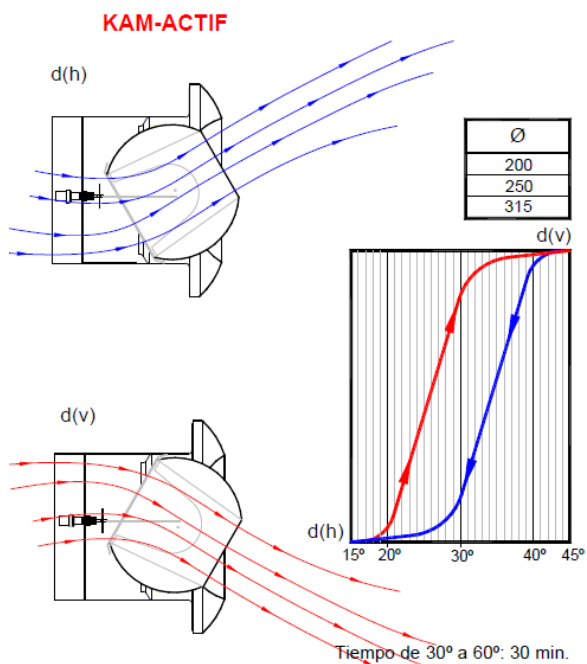 KAM-ACTIF
d(h)
Ø
200
250
315
d(v)
d(v)
d(h)
15º 20º 30º 40º 45º
Tiempo de 30º a 60º: 30 min.